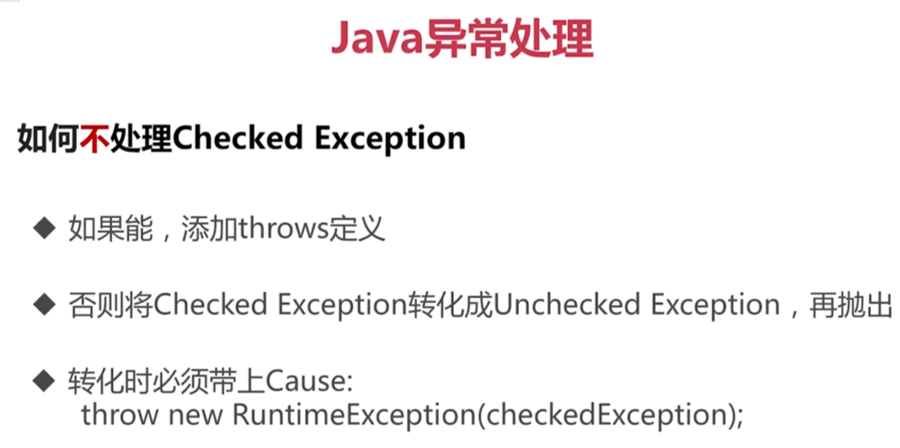 Java异常处理
如何不处理Checked Exception
◆ 如果能，添加throws定义
◆ 否则将Checked Exception转化成Unchecked Exception，再抛出
◆ 转化时必须带上Cause:
throw new RuntimeException(checkedException);